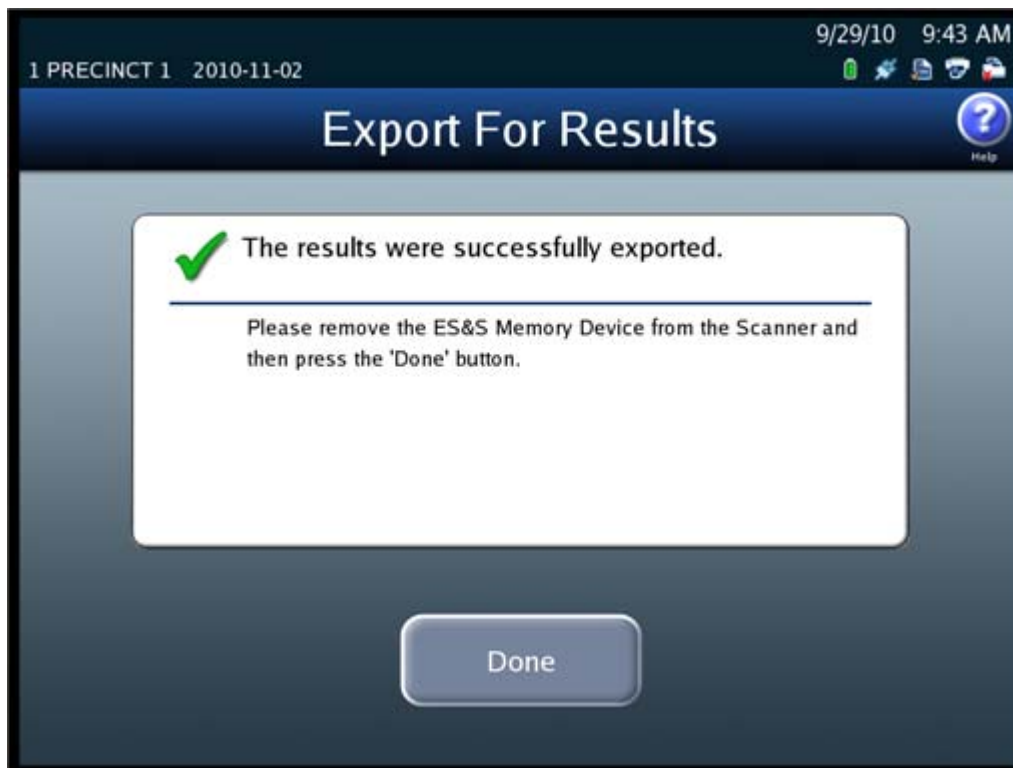 9/29/10 9:43 AM
1 PRECINCT 1 2010-11-02
Export For Results
?
Help
The results were successfully exported.
Please remove the ES&S Memory Device from the Scanner and
then press the 'Done' button.
Done